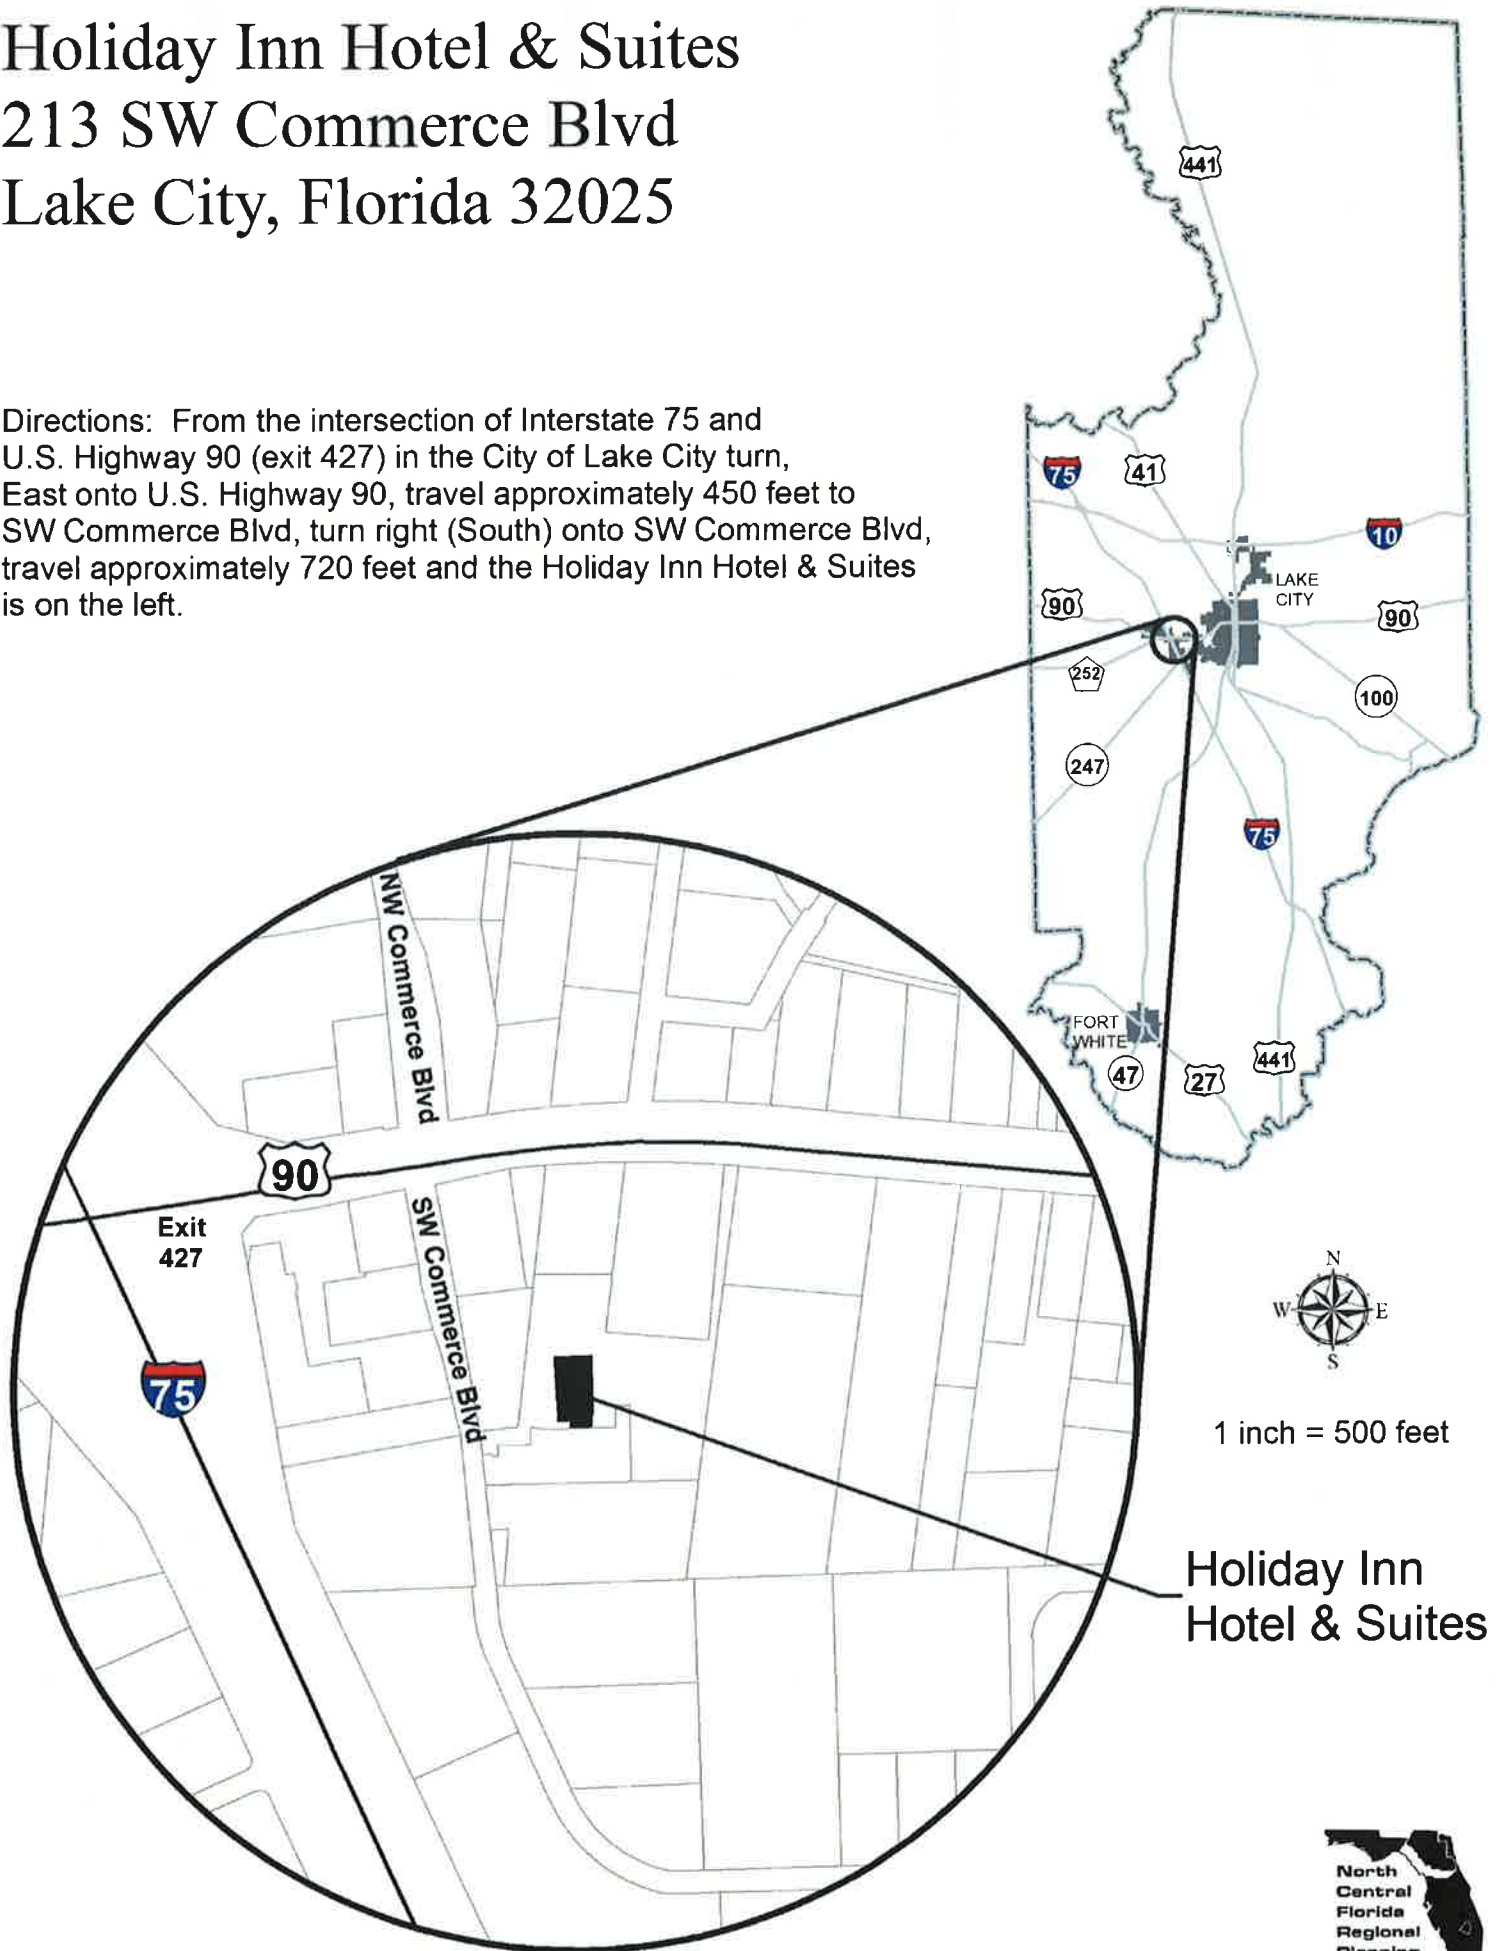 Holiday Inn Hotel & Suites
213 SW Commerce Blvd
Lake City, Florida 32025
Directions: From the intersection of Interstate 75 and
U.S. Highway 90 (exit 427) in the City of Lake City turn,
East onto U.S. Highway 90, travel approximately 450 feet to
SW Commerce Blvd, turn right (South) onto SW Commerce Blvd,
travel approximately 720 feet and the Holiday Inn Hotel & Suites
is on the left.
441
75
41
10
LAKE
CITY
90
90
252
100
247
75
FORT
WHITE
47
27
441
NW Commerce Blvd
90
Exit
427
SW Commerce Blvd
75
N
W
E
S
1 inch = 500 feet
Holiday Inn
Hotel & Suites
North
Central
Florida
Regional
Planning